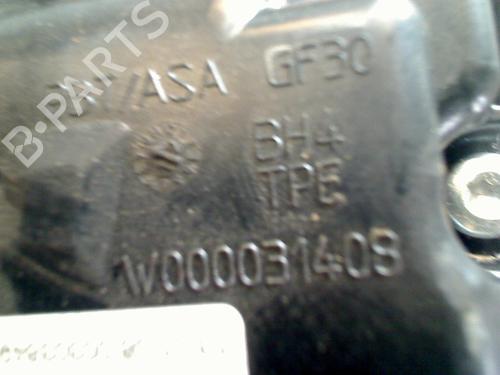 B-PARTS
/ASA GF30
BH4
TPE
W000031408